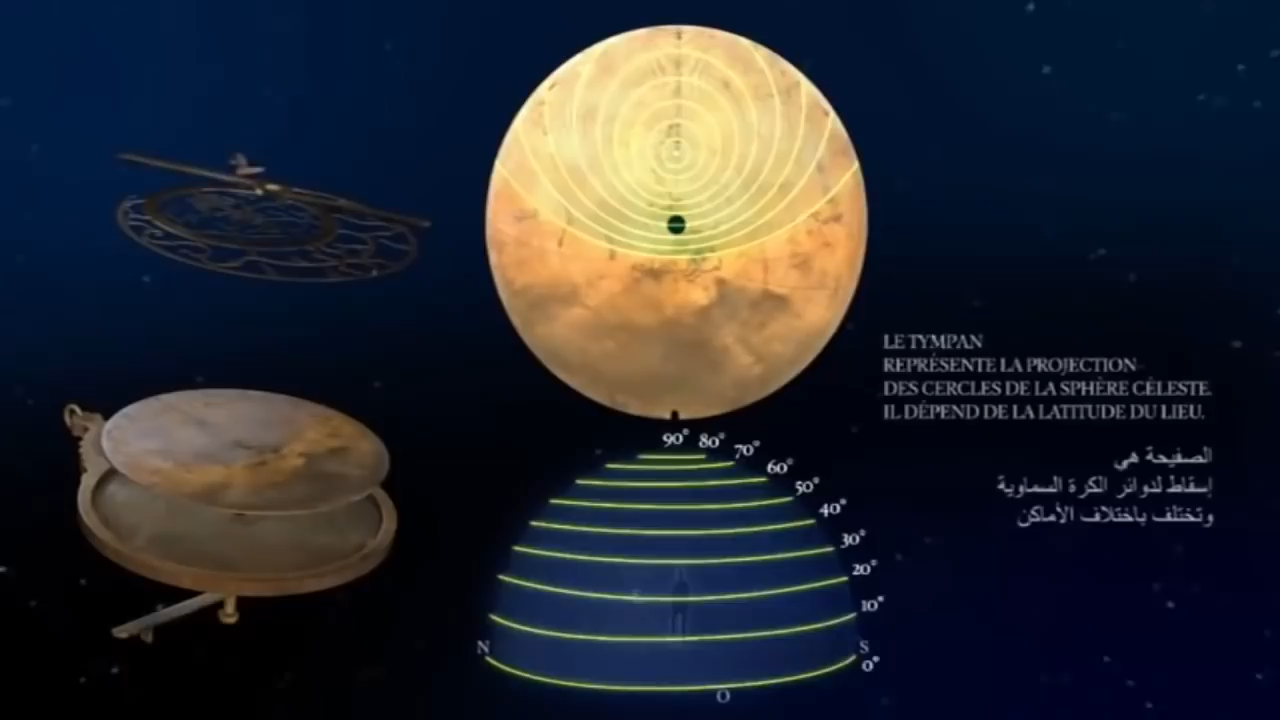 LE TYMPAN
REPRÉSENTE LA PROJECTION
DES CERCLES DE LA SPHÈRE CÉLESTE.
IL DÉPEND DE LA LATITUDE DU LIEU.
الصفيحة هي
إسقاط لدوائر الكرة السماوية
وتختلف باختلاف الأماكن
90°
80°
70°
60°
50°
40°
30°
20°
10°
N
S
0°
O